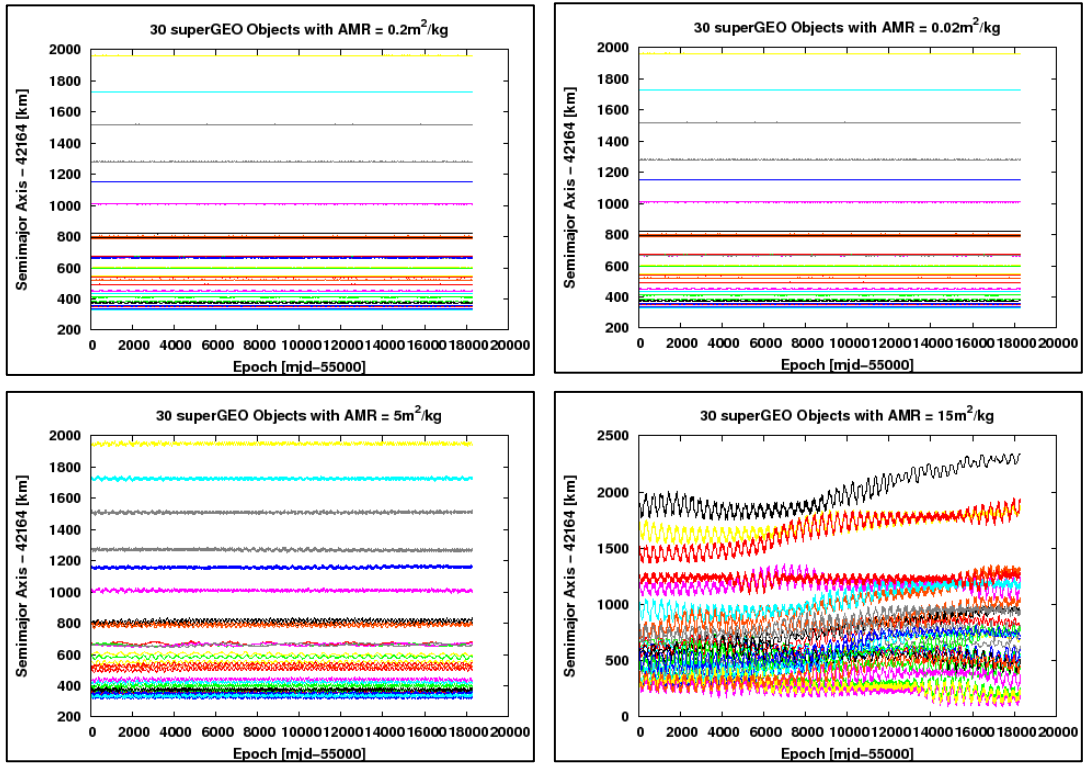 30 superGEO Objects with AMR = 0.2m²/kg
Semimajor Axis − 42164 [km]
2000
1800
1600
1400
1200
1000
800
600
400
200
0 2000 4000 6000 8000 10000 12000 14000 16000 18000 20000
Epoch [mjd−55000]
30 superGEO Objects with AMR = 0.02m²/kg
Semimajor Axis − 42164 [km]
2000
1800
1600
1400
1200
1000
800
600
400
200
0 2000 4000 6000 8000 10000 12000 14000 16000 18000 20000
Epoch [mjd−55000]
30 superGEO Objects with AMR = 5m²/kg
Semimajor Axis − 42164 [km]
2000
1800
1600
1400
1200
1000
800
600
400
200
0 2000 4000 6000 8000 10000 12000 14000 16000 18000 20000
Epoch [mjd−55000]
30 superGEO Objects with AMR = 15m²/kg
Semimajor Axis − 42164 [km]
2500
2000
1500
1000
500
0
0 2000 4000 6000 8000 10000 12000 14000 16000 18000 20000
Epoch [mjd−55000]